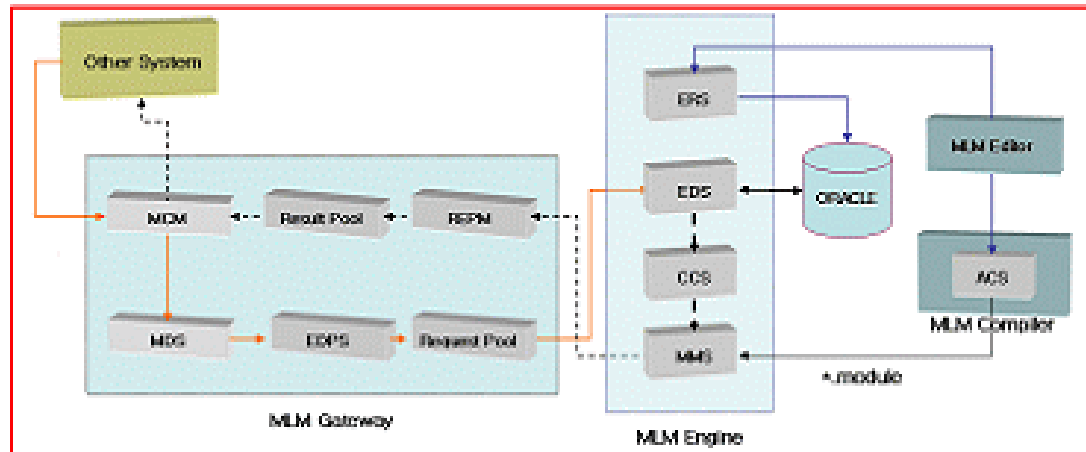 Other System
ERS
MLM Editor
ORACLE
EDS
MCM
Result Pool
REPM
CCS
ACS
MLM Compiler
MDS
EDPS
Request Pool
MMS
*.module
MLM Gateway
MLM Engine